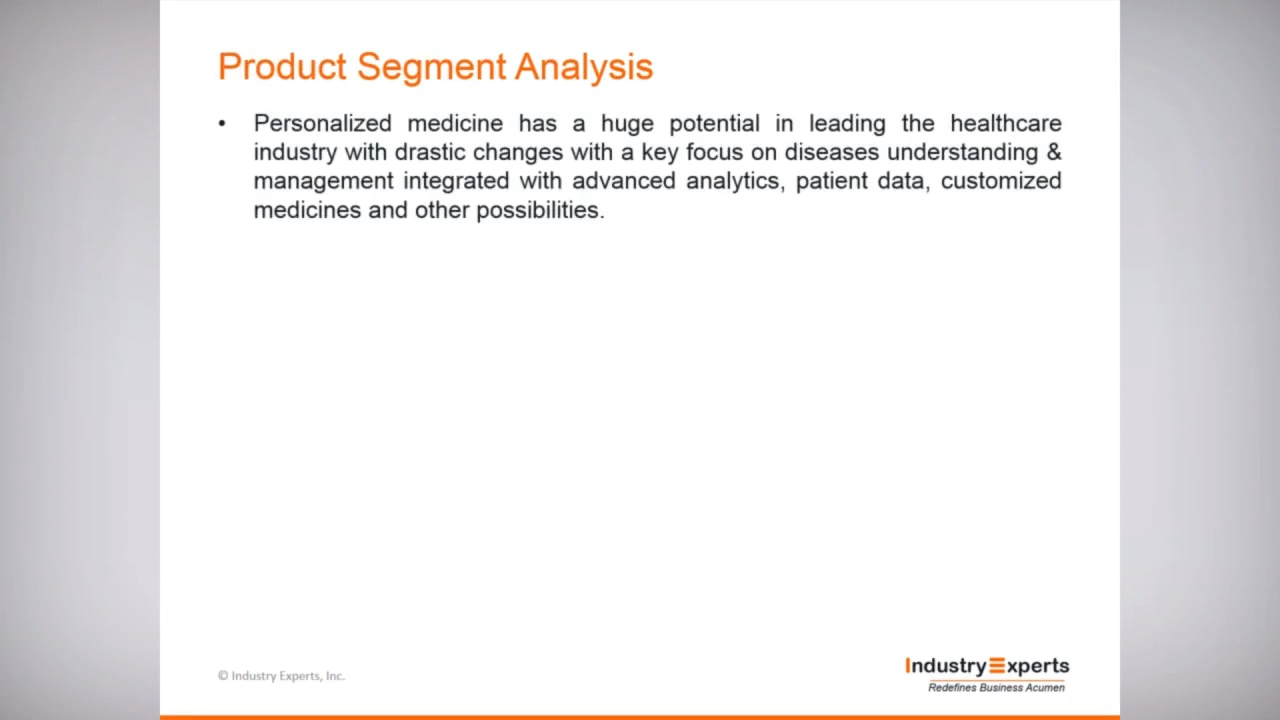 Product Segment Analysis
• Personalized medicine has a huge potential in leading the healthcare
industry with drastic changes with a key focus on diseases understanding &
management integrated with advanced analytics, patient data, customized
medicines and other possibilities.
© Industry Experts, Inc.
IndustryExperts
Redefines Business Acumen